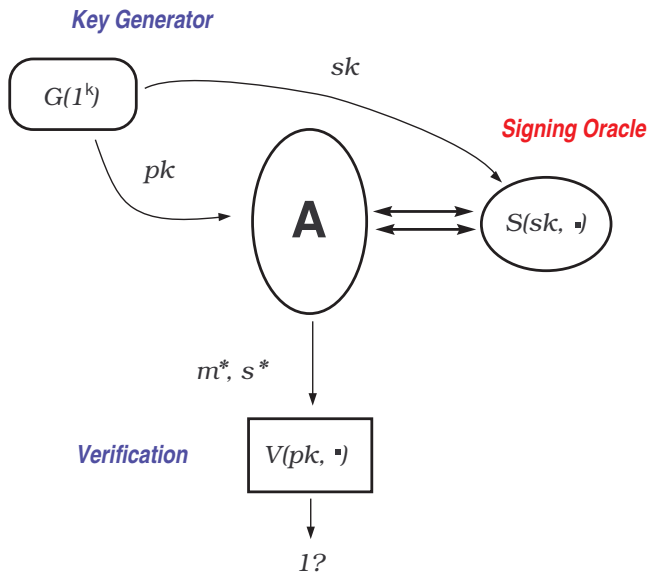 Key Generator
sk
G(1ᵏ)
Signing Oracle
pk
A
S(sk, ▪)
m*, s*
Verification
V(pk, ▪)
1?